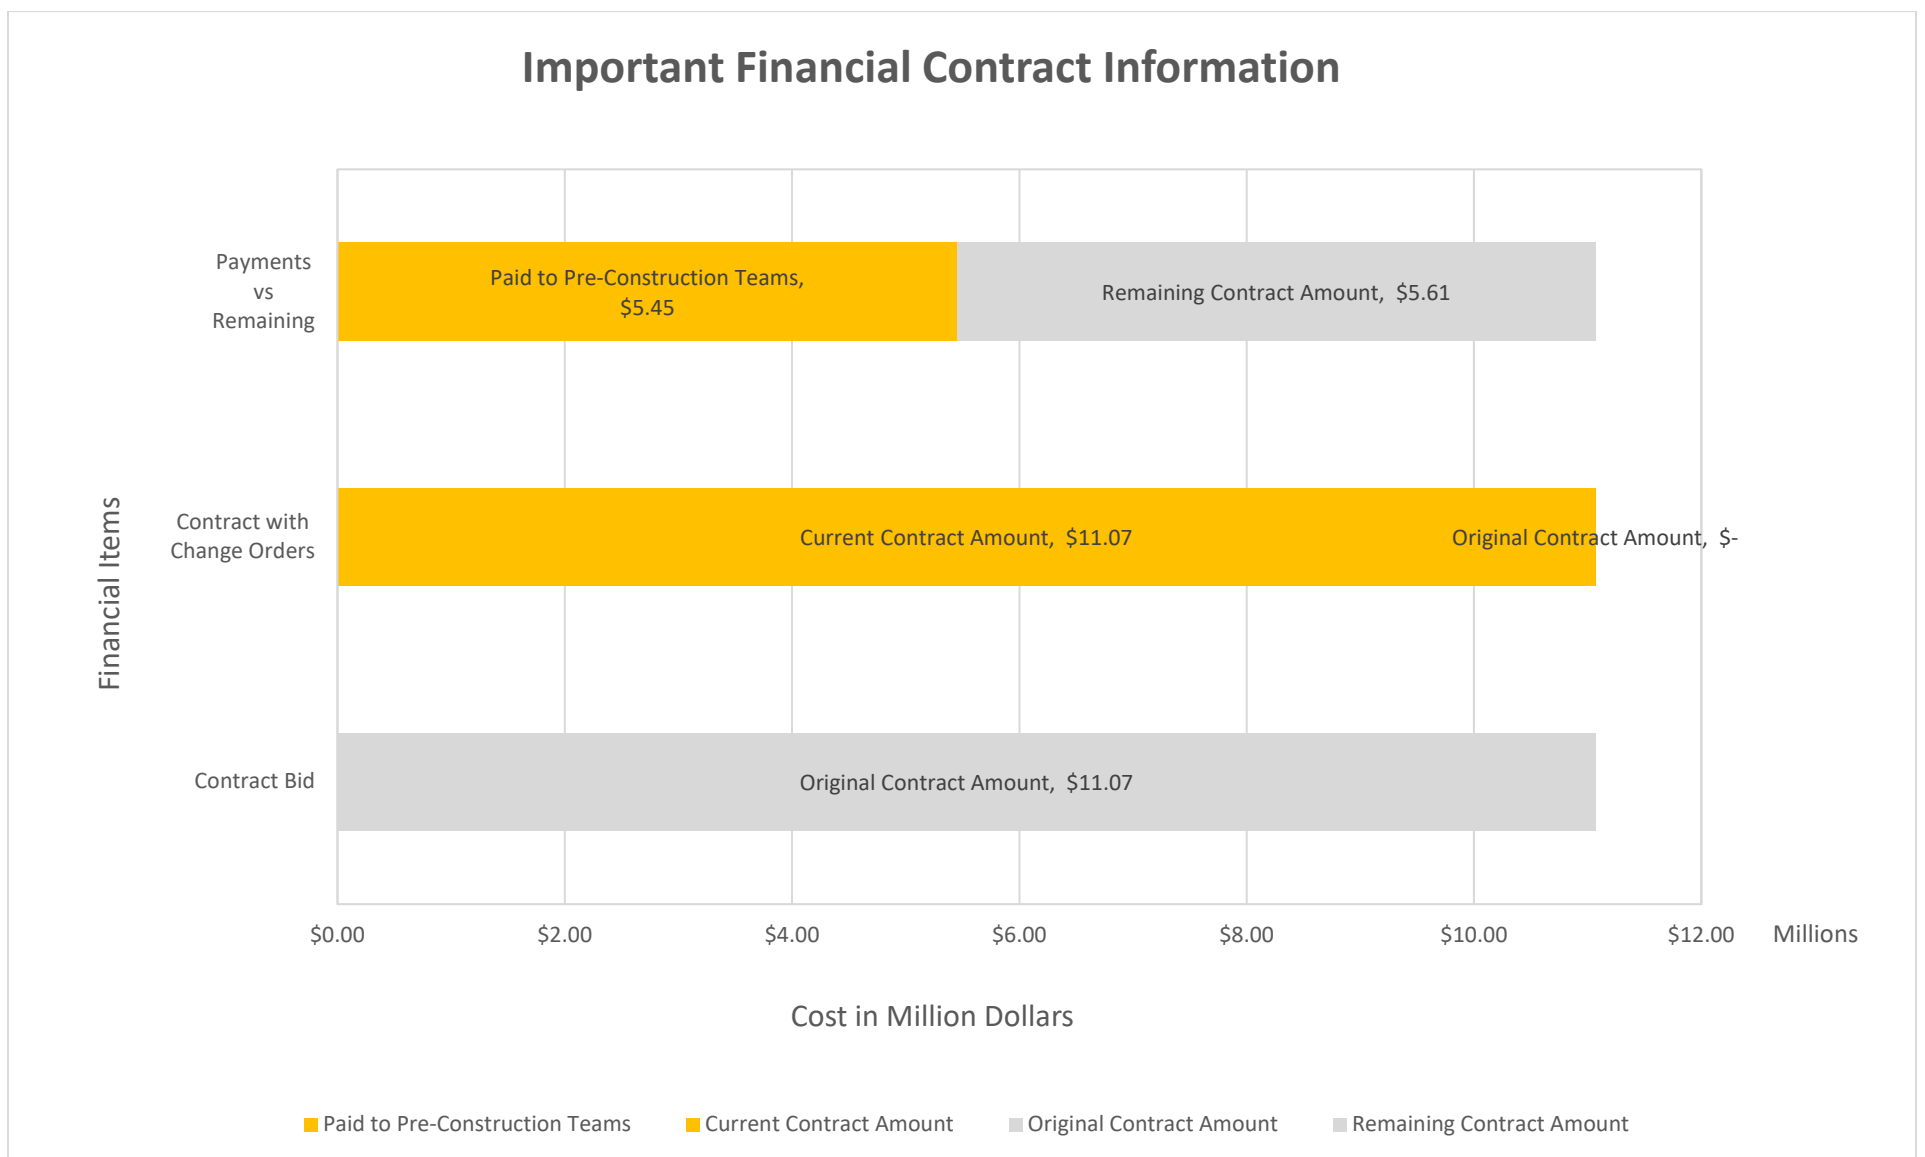 Important Financial Contract Information
Payments
vs
Remaining
Paid to Pre-Construction Teams,
$5.45
Remaining Contract Amount,  $5.61
Contract with
Change Orders
Current Contract Amount,  $11.07
Original Contract Amount,  $-
Contract Bid
Original Contract Amount,  $11.07
Financial Items
$0.00
$2.00
$4.00
$6.00
$8.00
$10.00
$12.00
Millions
Cost in Million Dollars
Paid to Pre-Construction Teams
Current Contract Amount
Original Contract Amount
Remaining Contract Amount